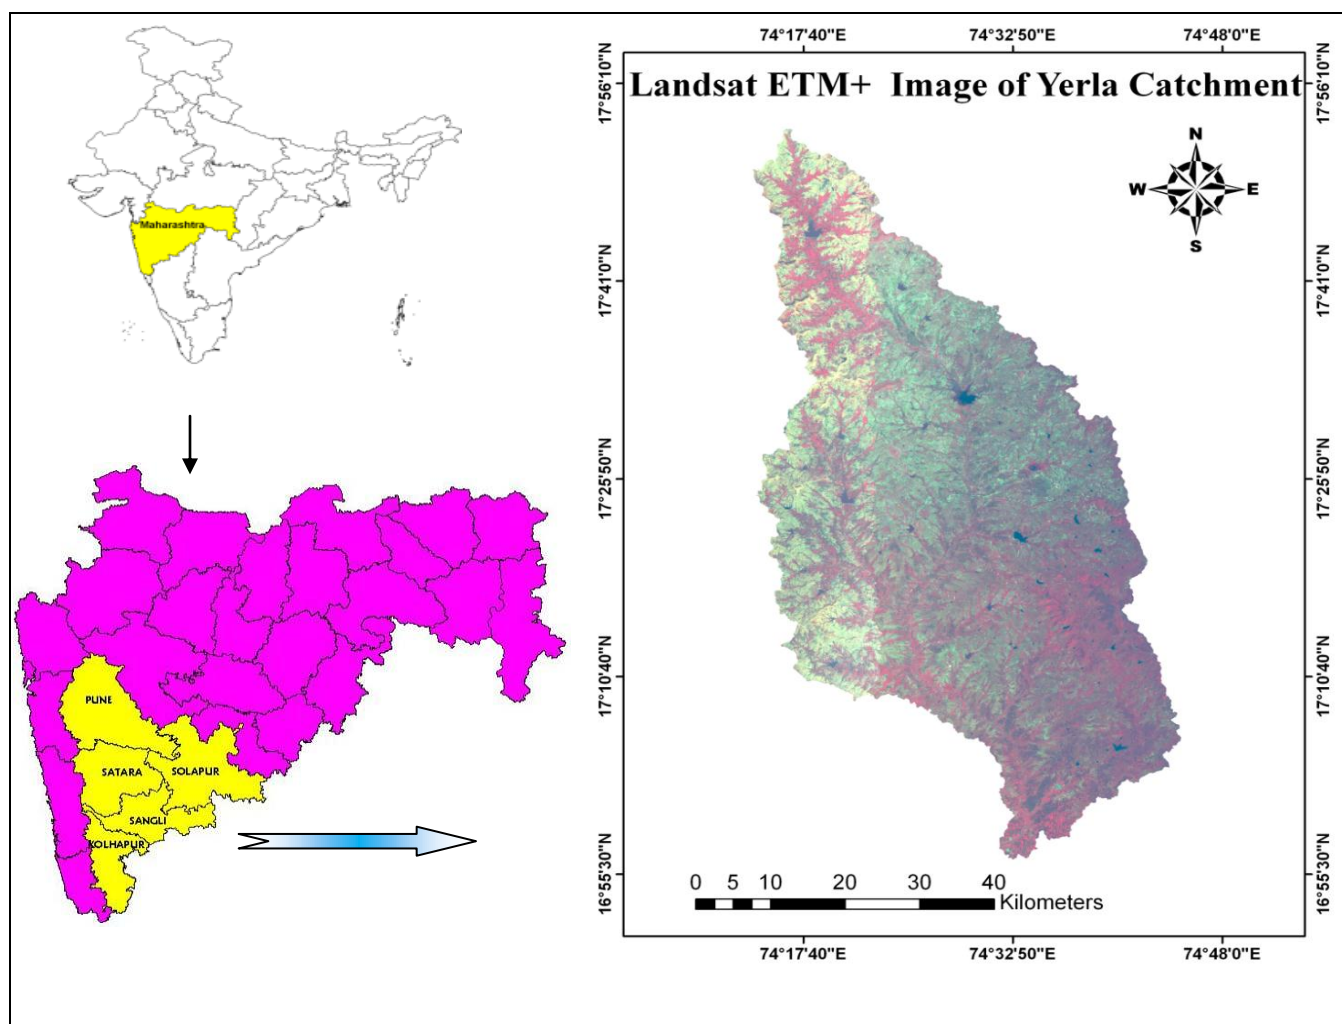 Maharashtra
PUNE
SATARA
SOLAPUR
SANGLI
KOLHAPUR
74°17'40"E 74°32'50"E 74°48'0"E
Landsat ETM+ Image of Yerla Catchment
N
W E
S
17°56'10"N
17°41'0"N
17°25'50"N
17°10'40"N
16°55'30"N
17°56'10"N
17°41'0"N
17°25'50"N
17°10'40"N
16°55'30"N
0 5 10 20 30 40
Kilometers
74°17'40"E 74°32'50"E 74°48'0"E